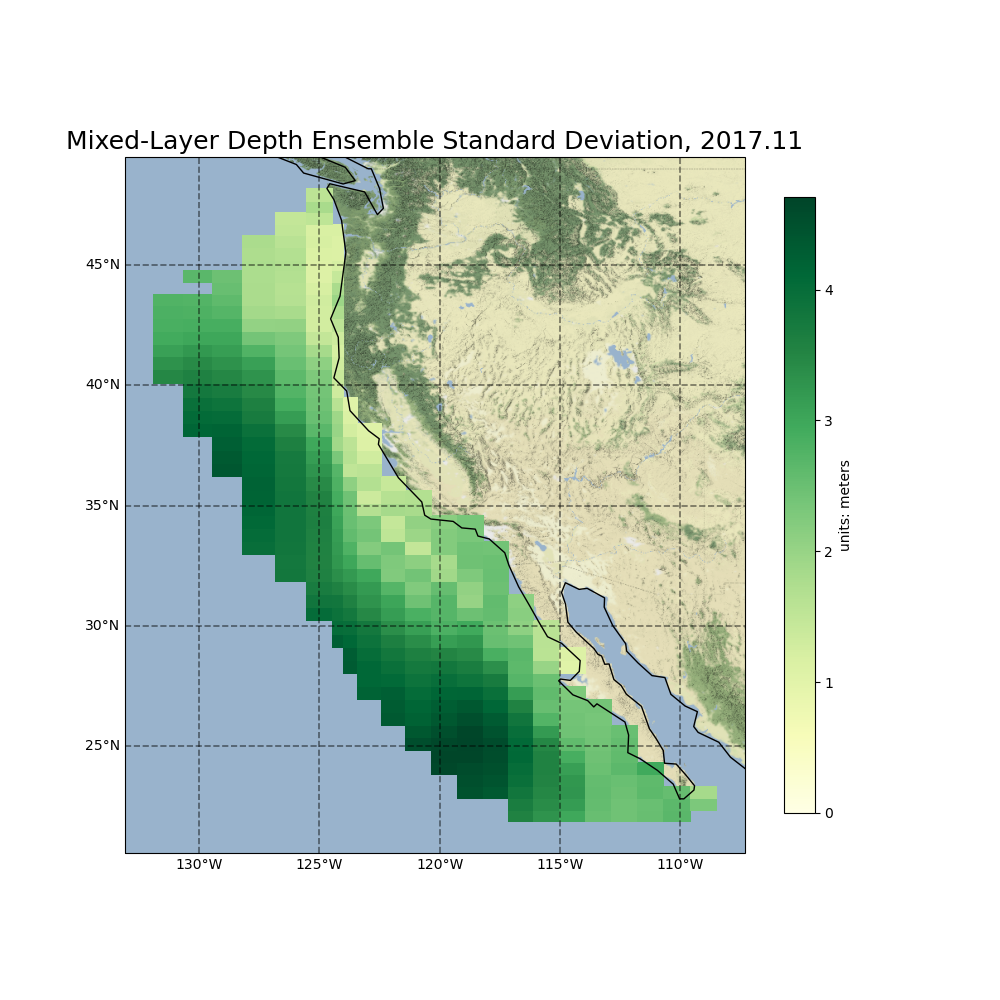 Mixed-Layer Depth Ensemble Standard Deviation, 2017.11
45°N
40°N
35°N
30°N
25°N
130°W
125°W
120°W
115°W
110°W
4
3
2
1
0
units: meters